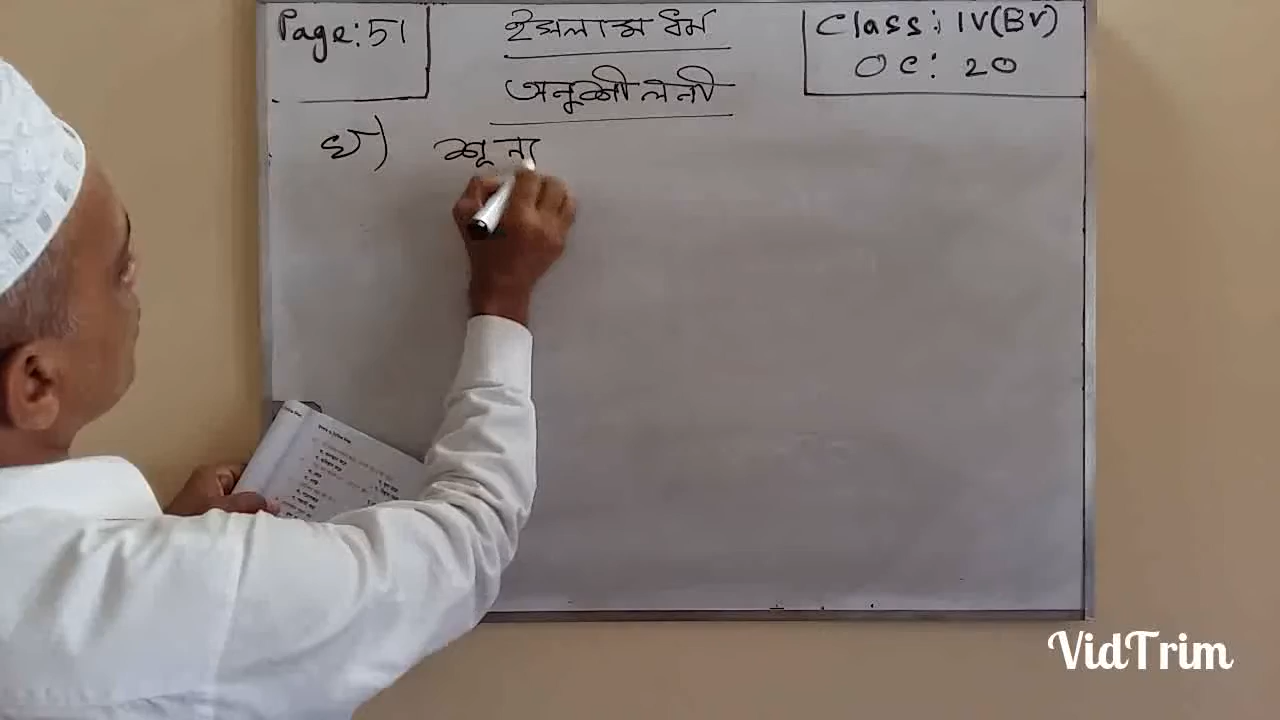 Page: 51
ইসলাম ধর্ম
Class: IV(BV)
OC: 20
অনুশীলনী
খ) শূন্য
VidTrim